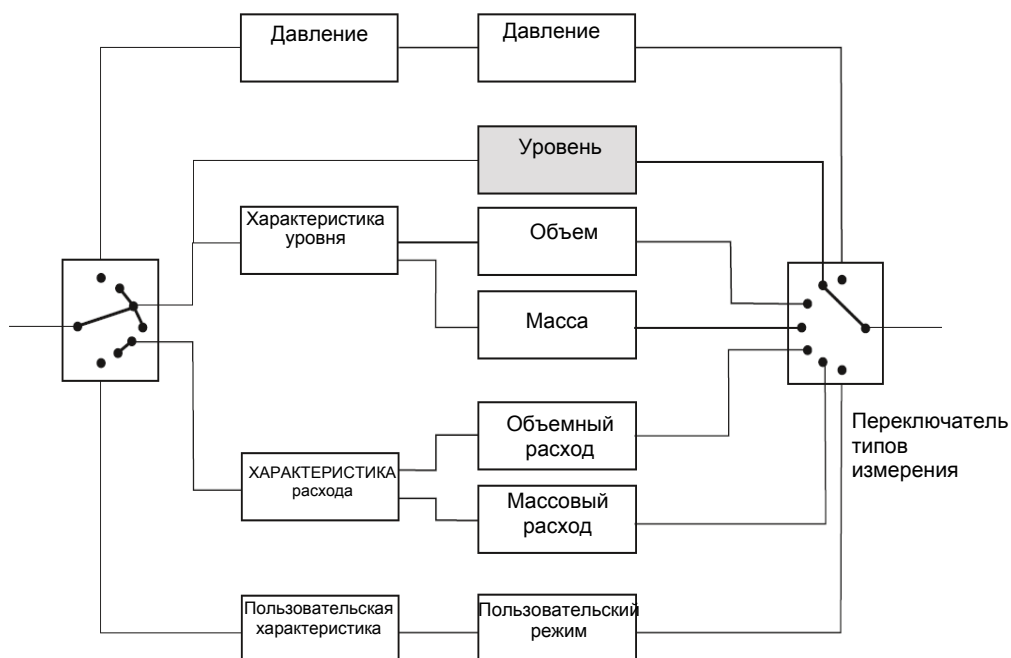 Давление
Давление
Уровень
Характеристика
уровня
Объем
Масса
Объемный
расход
Переключатель
типов
измерения
ХАРАКТЕРИСТИКА
расхода
Массовый
расход
Пользовательская
характеристика
Пользовательский
режим